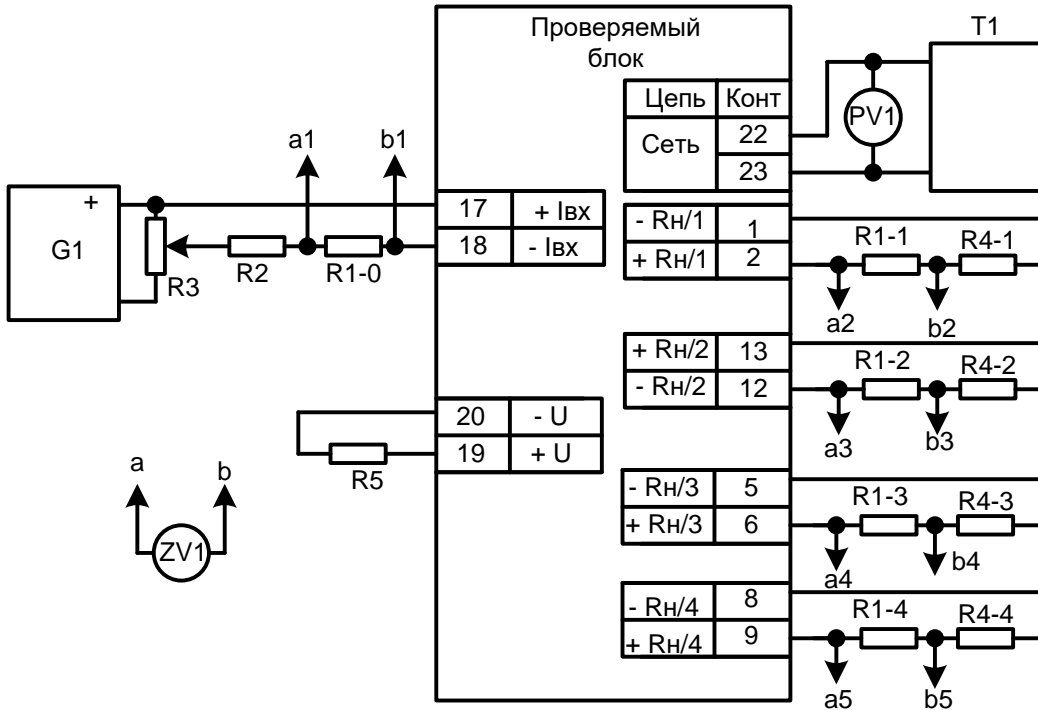 Проверяемый
блок
T1
Цепь Конт
Сеть
22
23
PV1
a1
b1
+
G1
R3
R2
R1-0
17 + Iвх
18 - Iвх
- Rн/1 1
+ Rн/1 2
R1-1
R4-1
a2
b2
+ Rн/2 13
- Rн/2 12
R1-2
R4-2
a3
b3
20 - U
19 + U
R5
a
b
ZV1
- Rн/3 5
+ Rн/3 6
R1-3
R4-3
a4
b4
- Rн/4 8
+ Rн/4 9
R1-4
R4-4
a5
b5